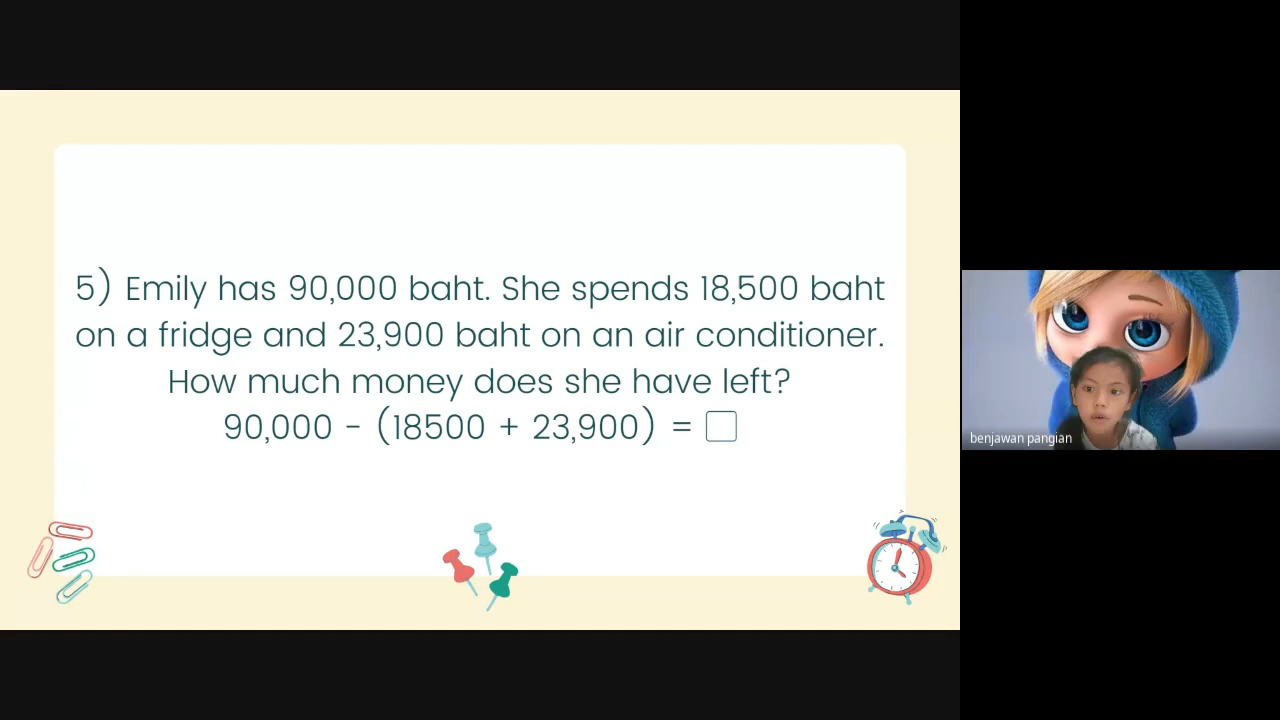 5) Emily has 90,000 baht. She spends 18,500 baht
on a fridge and 23,900 baht on an air conditioner.
How much money does she have left?
90,000 - (18500 + 23,900) = □
benjawan pangian